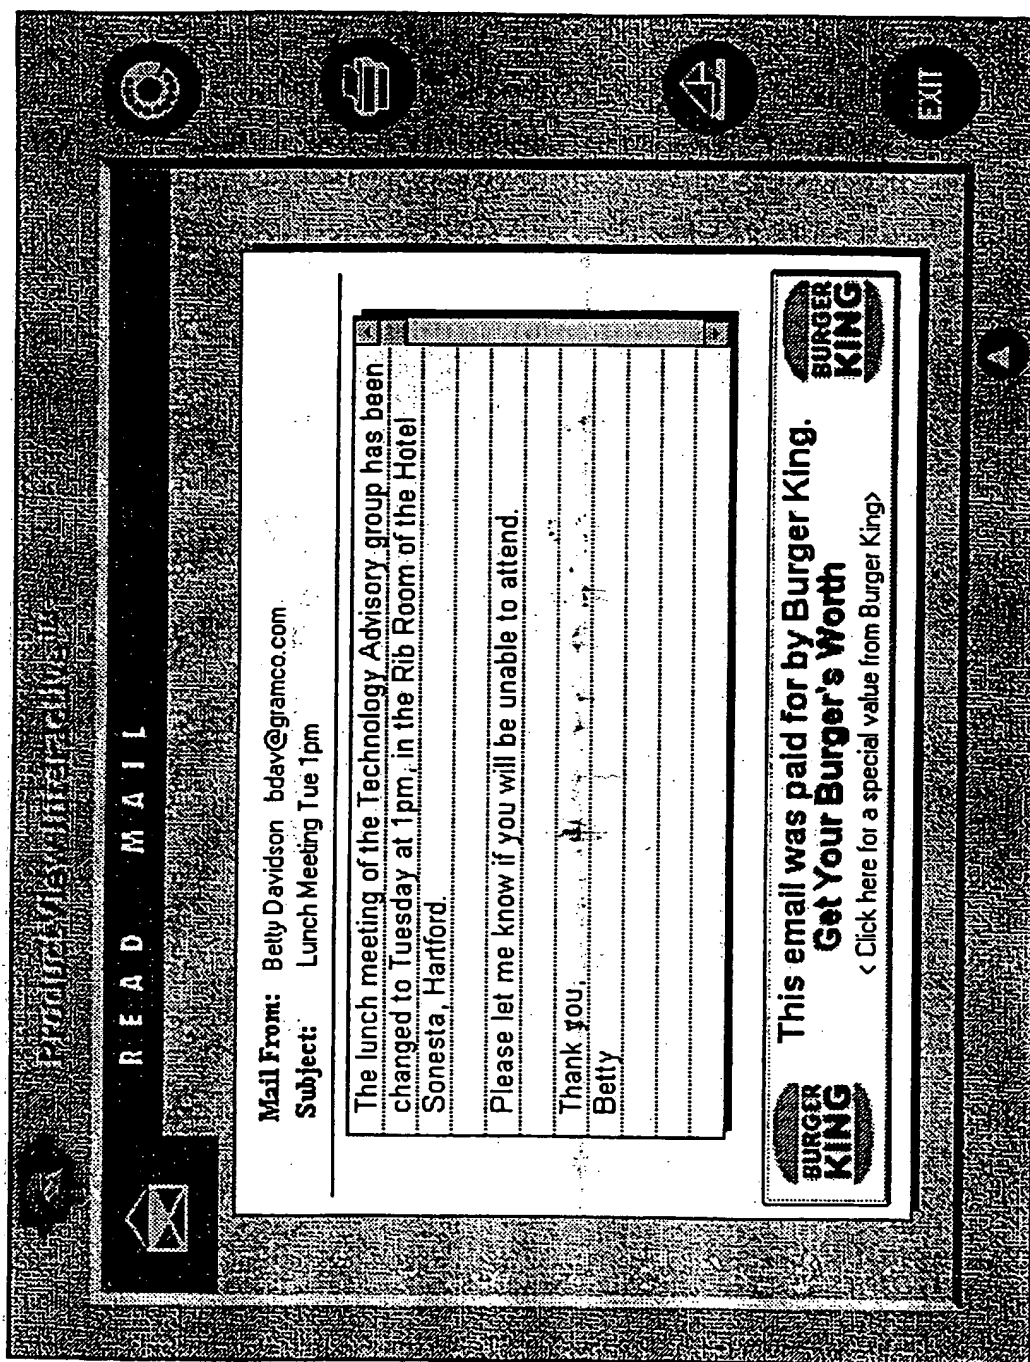 ProductViewInteractive
READ MAIL
Mail From: Betty Davidson bdav@gramco.com
Subject: Lunch Meeting Tue 1pm
The lunch meeting of the Technology Advisory group has been
changed to Tuesday at 1pm, in the Rib Room of the Hotel
Sonesta, Hartford.
Please let me know if you will be unable to attend.
Thank you,
Betty
BURGER
KING
This email was paid for by Burger King.
Get Your Burger's Worth
< Click here for a special value from Burger King>
BURGER
KING
EXIT